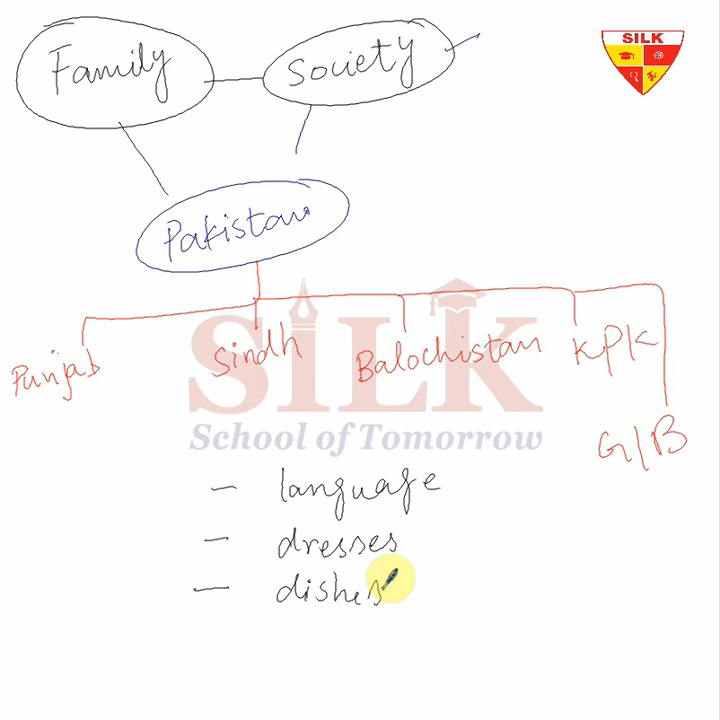 Family
Society
SILK
Pakistan
Punjab
Sindh
Balochistan
KPK
G/B
SiLK
School of Tomorrow
- language
- dresses
- dishes